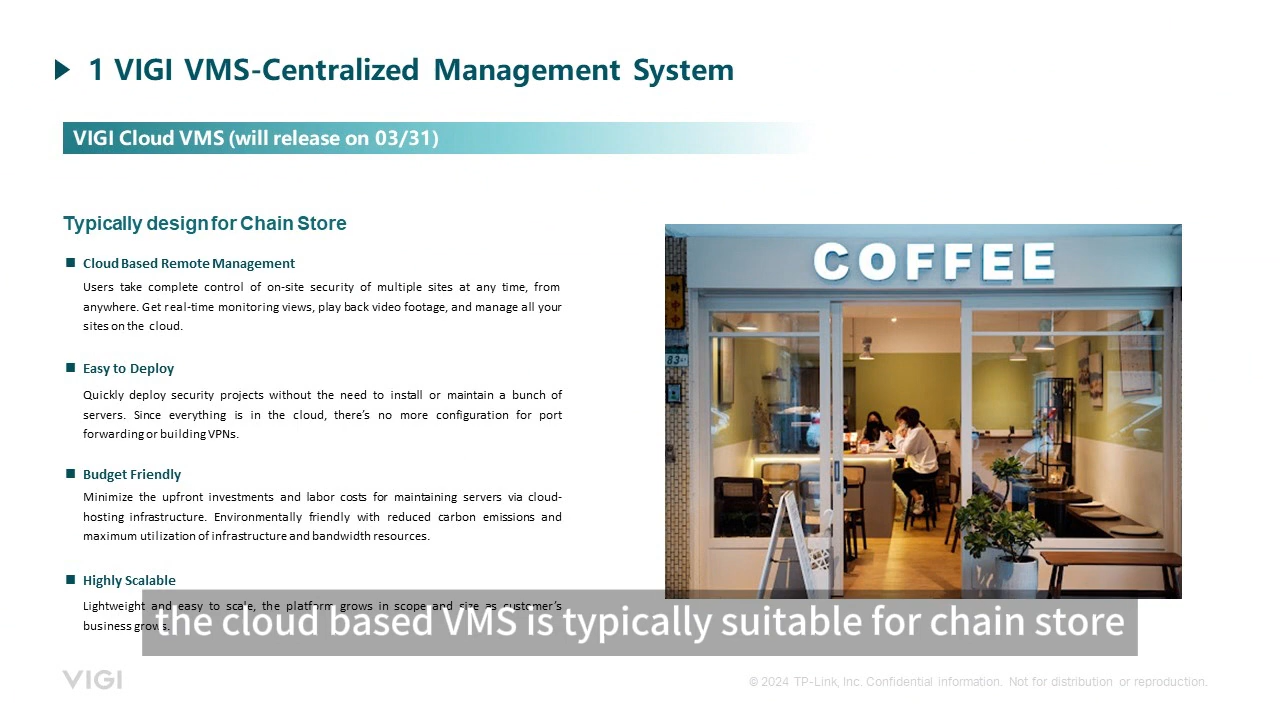 1 VIGI VMS-Centralized Management System
VIGI Cloud VMS (will release on 03/31)
Typically design for Chain Store
Cloud Based Remote Management
Users take complete control of on-site security of multiple sites at any time, from
anywhere. Get real-time monitoring views, play back video footage, and manage all your
sites on the cloud.
Easy to Deploy
Quickly deploy security projects without the need to install or maintain a bunch of
servers. Since everything is in the cloud, there's no more configuration for port
forwarding or building VPNs.
Budget Friendly
Minimize the upfront investments and labor costs for maintaining servers via cloud-
hosting infrastructure. Environmentally friendly with reduced carbon emissions and
maximum utilization of infrastructure and bandwidth resources.
Highly Scalable
Lightweight and easy to scale, the platform grows in scope and size as customer's
business grows.
COFFEE
83
the cloud based VMS is typically suitable for chain store
VIGI
© 2024 TP-Link, Inc. Confidential information. Not for distribution or reproduction.